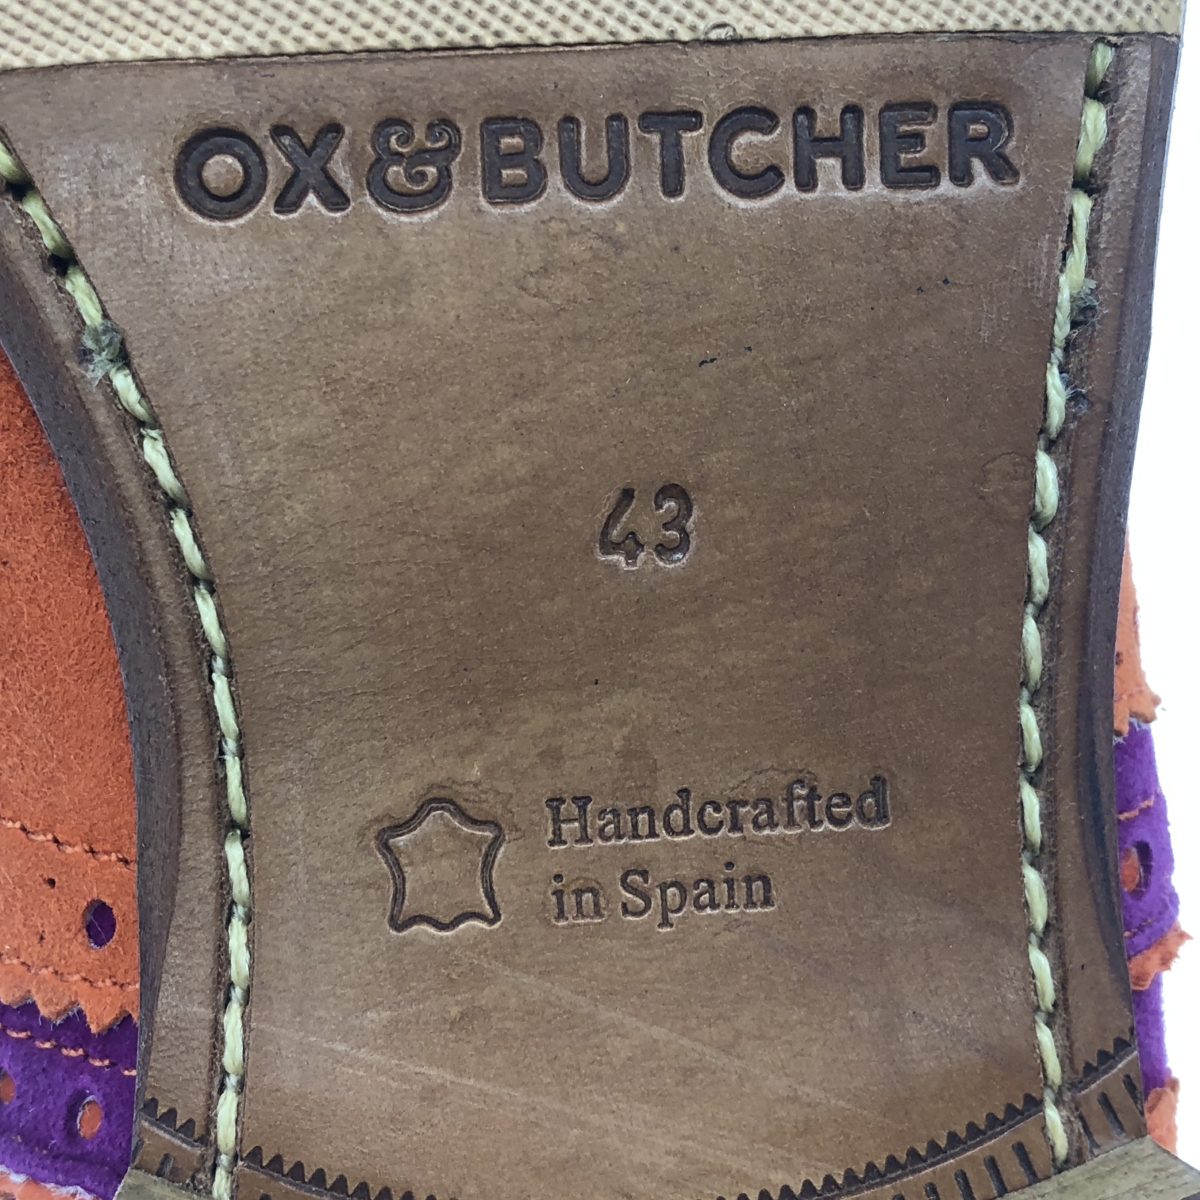 OX & BUTCHER
43
Handcrafted
in Spain